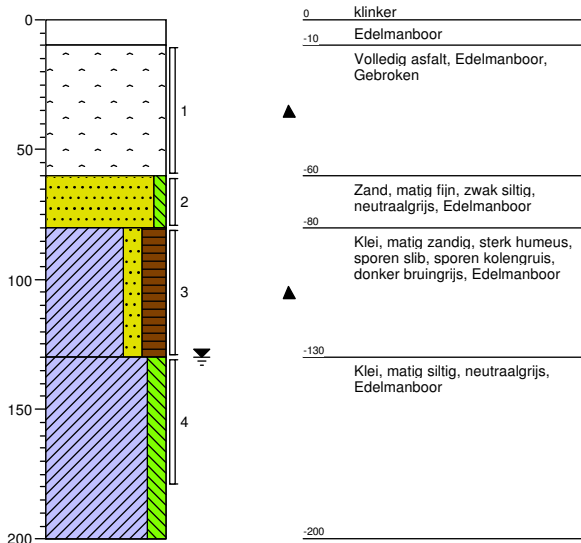 0
50
100
150
200
1
2
3
4
0 klinker
-10 Edelmanboor
Volledig asfalt, Edelmanboor,
Gebroken
-60
Zand, matig fijn, zwak siltig,
neutraalgrijs, Edelmanboor
-80
Klei, matig zandig, sterk humeus,
sporen slib, sporen kolengruis,
donker bruingrijs, Edelmanboor
-130
Klei, matig siltig, neutraalgrijs,
Edelmanboor
-200